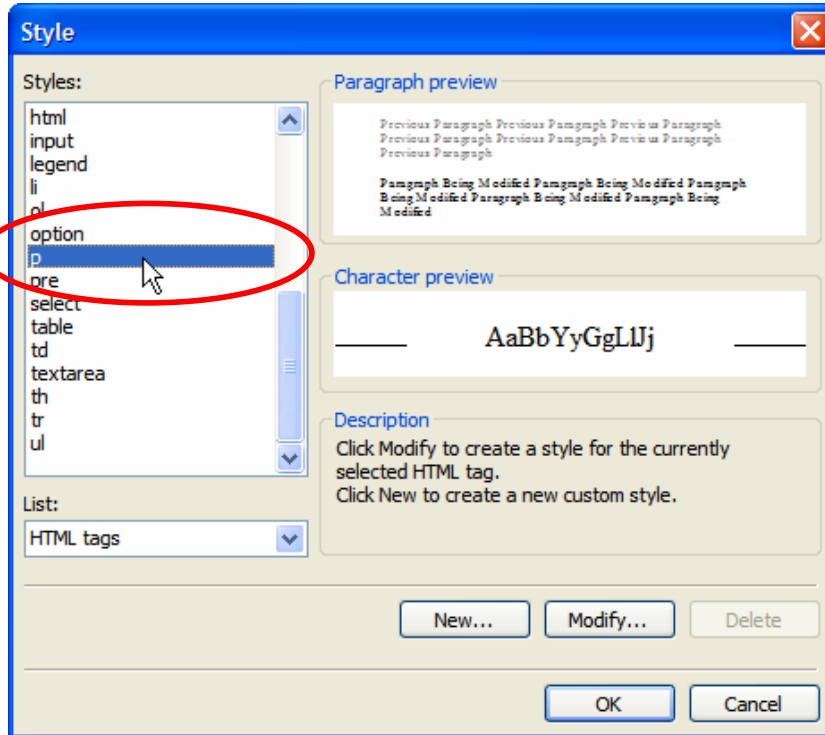 Style
Styles:
html
input
legend
li
ol
option
p
pre
select
table
td
textarea
th
tr
ul
List:
HTML tags
Paragraph preview
Previous Paragraph Previous Paragraph Previous Paragraph
Previous Paragraph Previous Paragraph Previous Paragraph
Previous Paragraph
Paragraph Being Modified Paragraph Being Modified Paragraph
Being Modified Paragraph Being Modified Paragraph Being
Modified
Character preview
AaBbYyGgLlJj
Description
Click Modify to create a style for the currently
selected HTML tag.
Click New to create a new custom style.
New...
Modify...
Delete
OK
Cancel